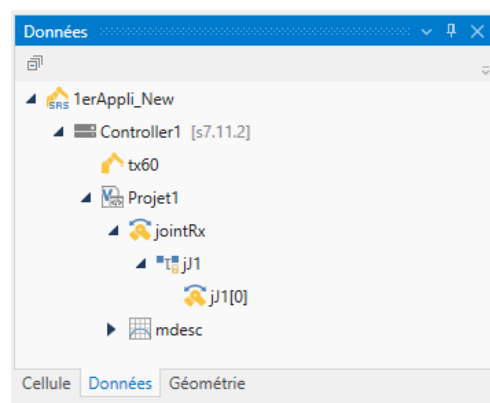 Données
1erAppli_New
SRS
Controller1 [s7.11.2]
tx60
Projet1
jointRx
jJ1
jJ1[0]
mdesc
Cellule Données Géométrie